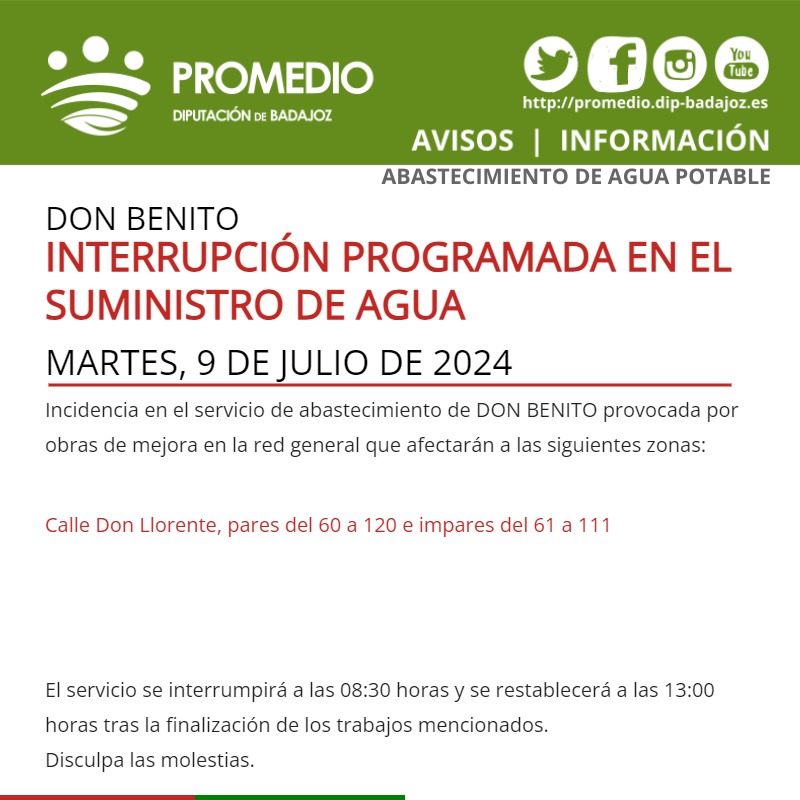 PROMEDIO
DIPUTACIÓN DE BADAJOZ
You
Tube
http://promedio.dip-badajoz.es
AVISOS | INFORMACIÓN
ABASTECIMIENTO DE AGUA POTABLE
DON BENITO
INTERRUPCIÓN PROGRAMADA EN EL
SUMINISTRO DE AGUA
MARTES, 9 DE JULIO DE 2024
Incidencia en el servicio de abastecimiento de DON BENITO provocada por
obras de mejora en la red general que afectarán a las siguientes zonas:
Calle Don Llorente, pares del 60 a 120 e impares del 61 a 111
El servicio se interrumpirá a las 08:30 horas y se restablecerá a las 13:00
horas tras la finalización de los trabajos mencionados.
Disculpa las molestias.